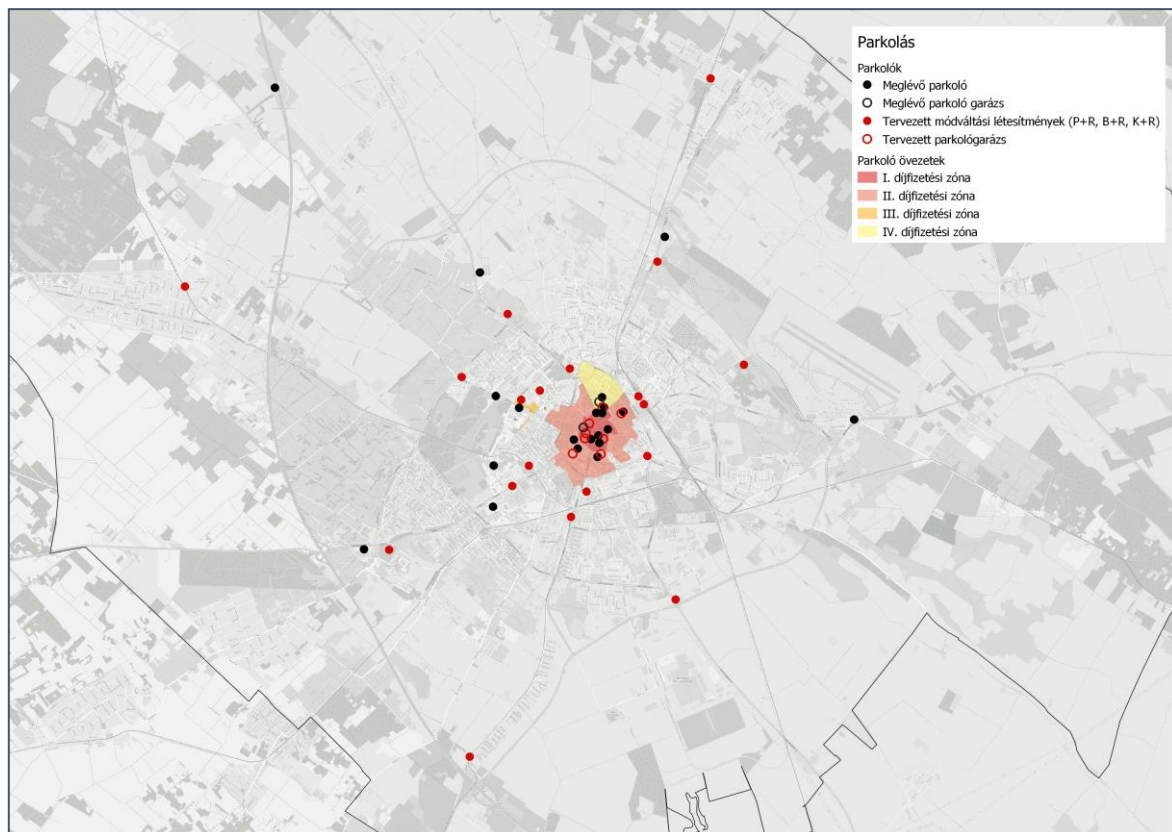 Parkolás
Parkolók
Meglévő parkoló
Meglévő parkoló garázs
Tervezett módváltási létesítmények (P+R, B+R, K+R)
Tervezett parkológarázs
Parkoló övezetek
I. díjfizetési zóna
II. díjfizetési zóna
III. díjfizetési zóna
IV. díjfizetési zóna